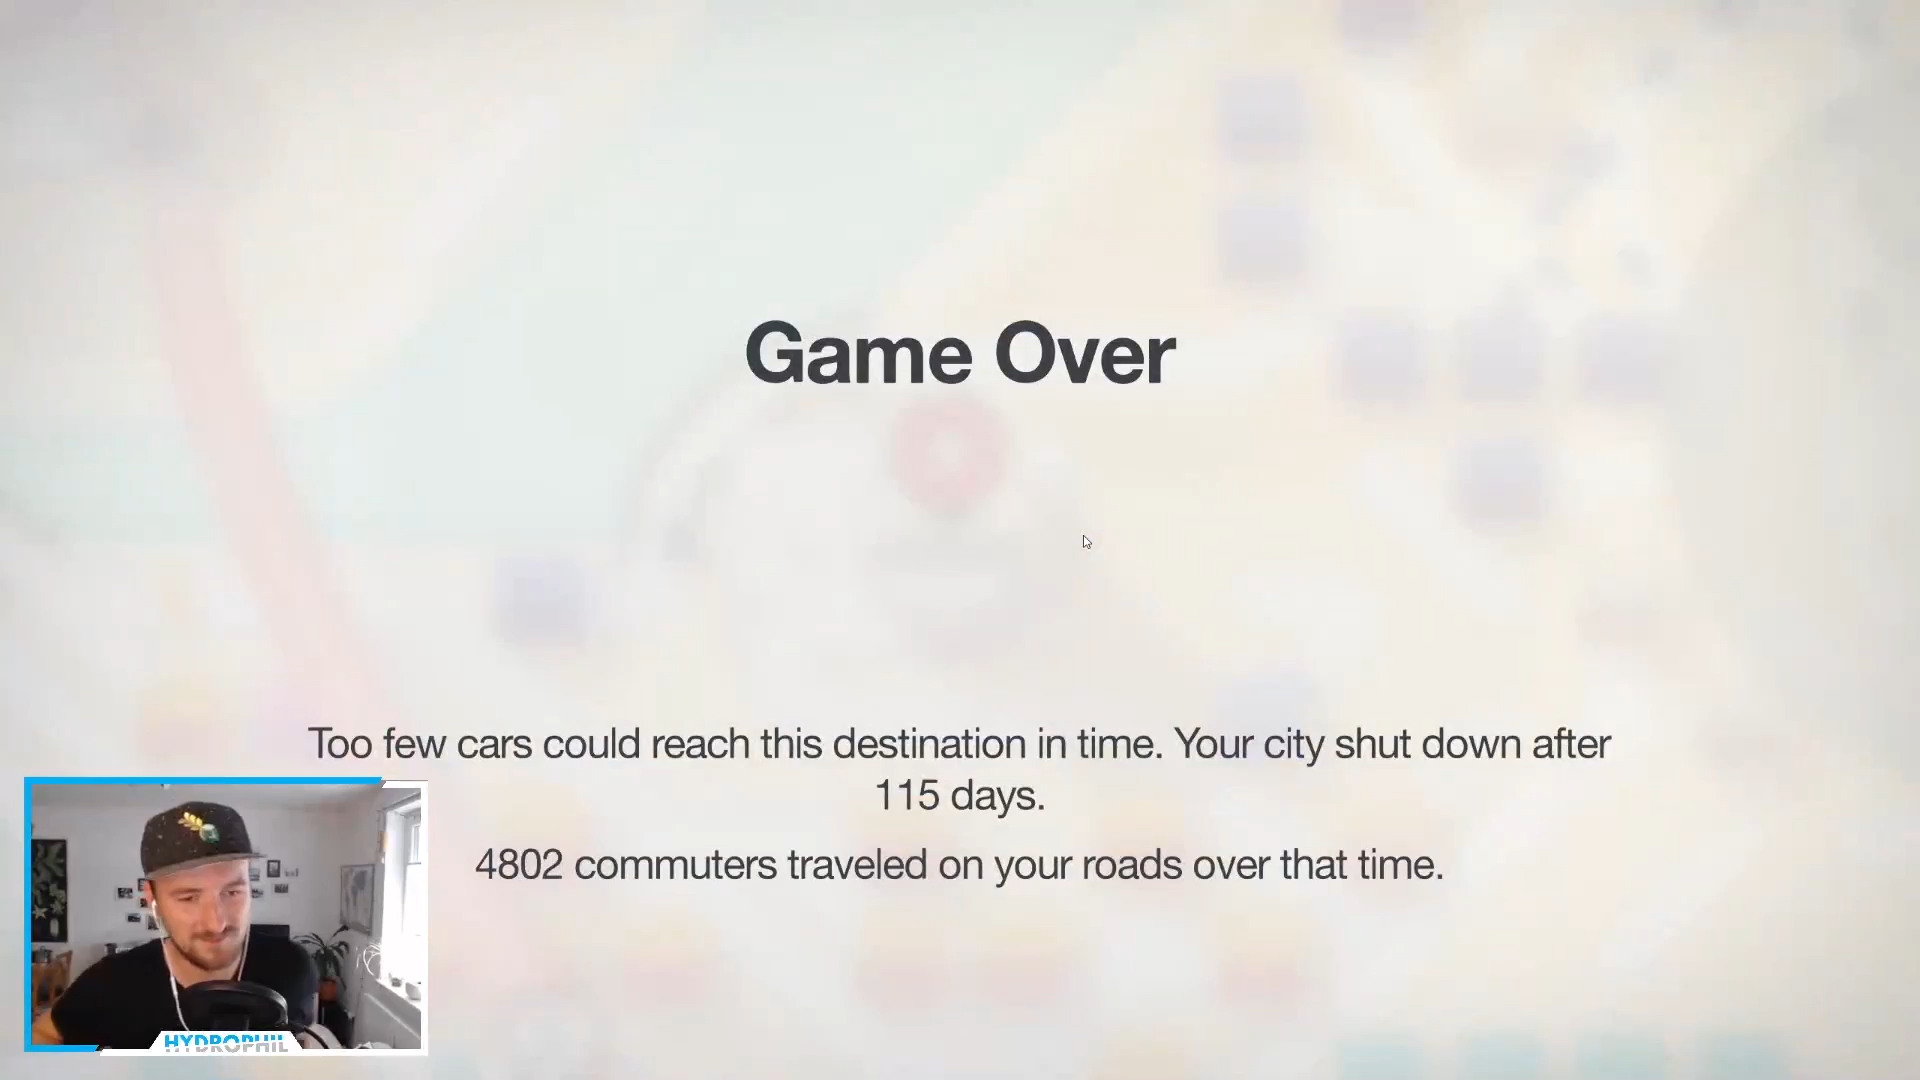 Game Over
Too few cars could reach this destination in time. Your city shut down after
115 days.
4802 commuters traveled on your roads over that time.
HYDROPHIL